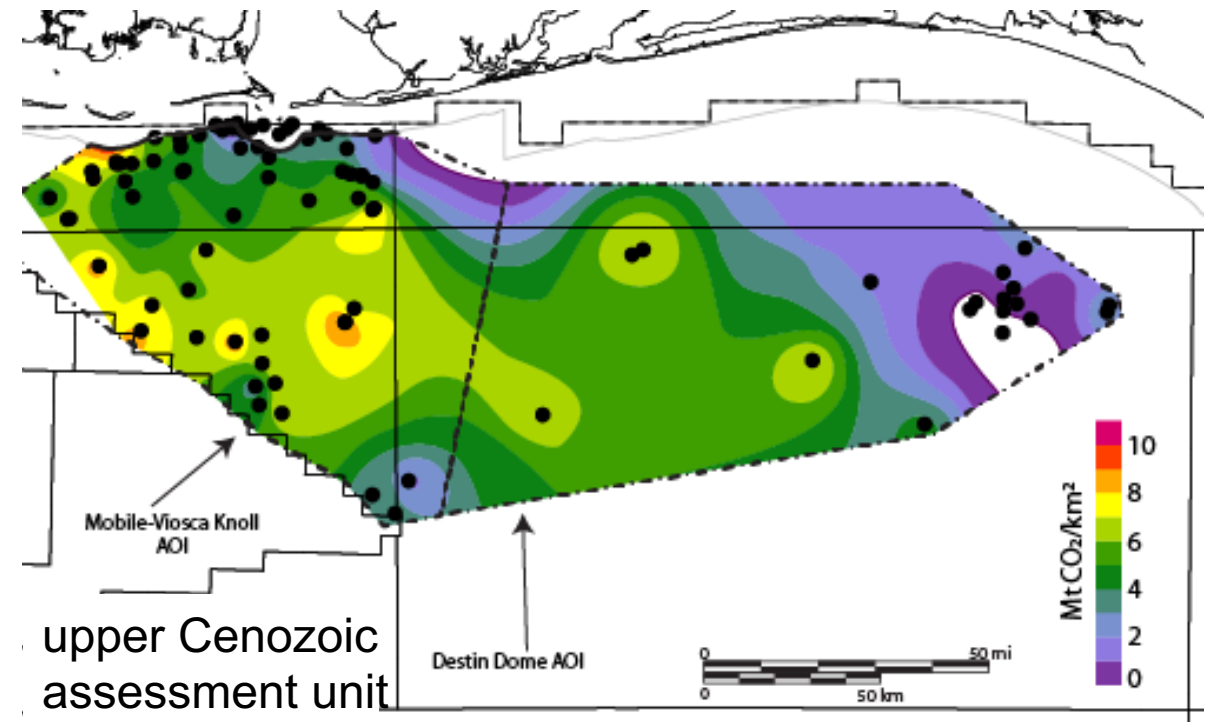 Mobile-Viosca Knoll
AOI
upper Cenozoic
assessment unit
Destin Dome AOI
0 50 mi
0 50 km
Mt CO₂/km²
10
8
6
4
2
0